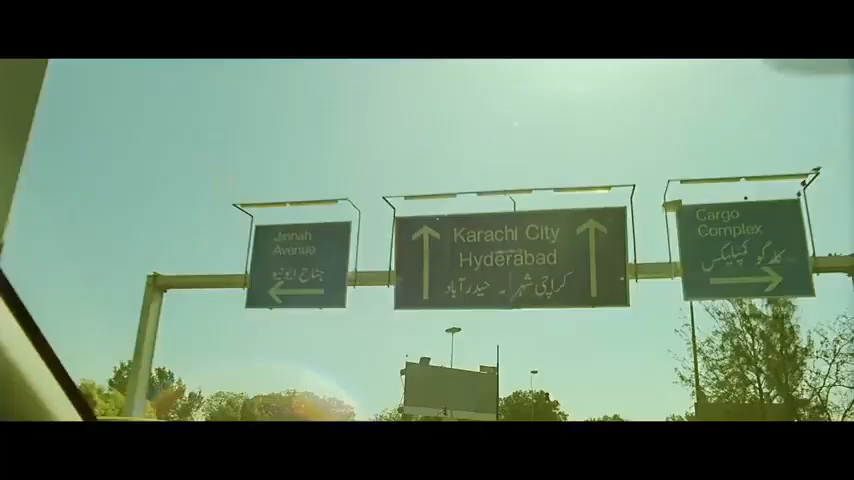 Jinnah
Avenue
جناح ایونیو
Karachi City
Hyderabad
کراچی شہر ۔ حیدرآباد
Cargo
Complex
کارگو کمپلیکس